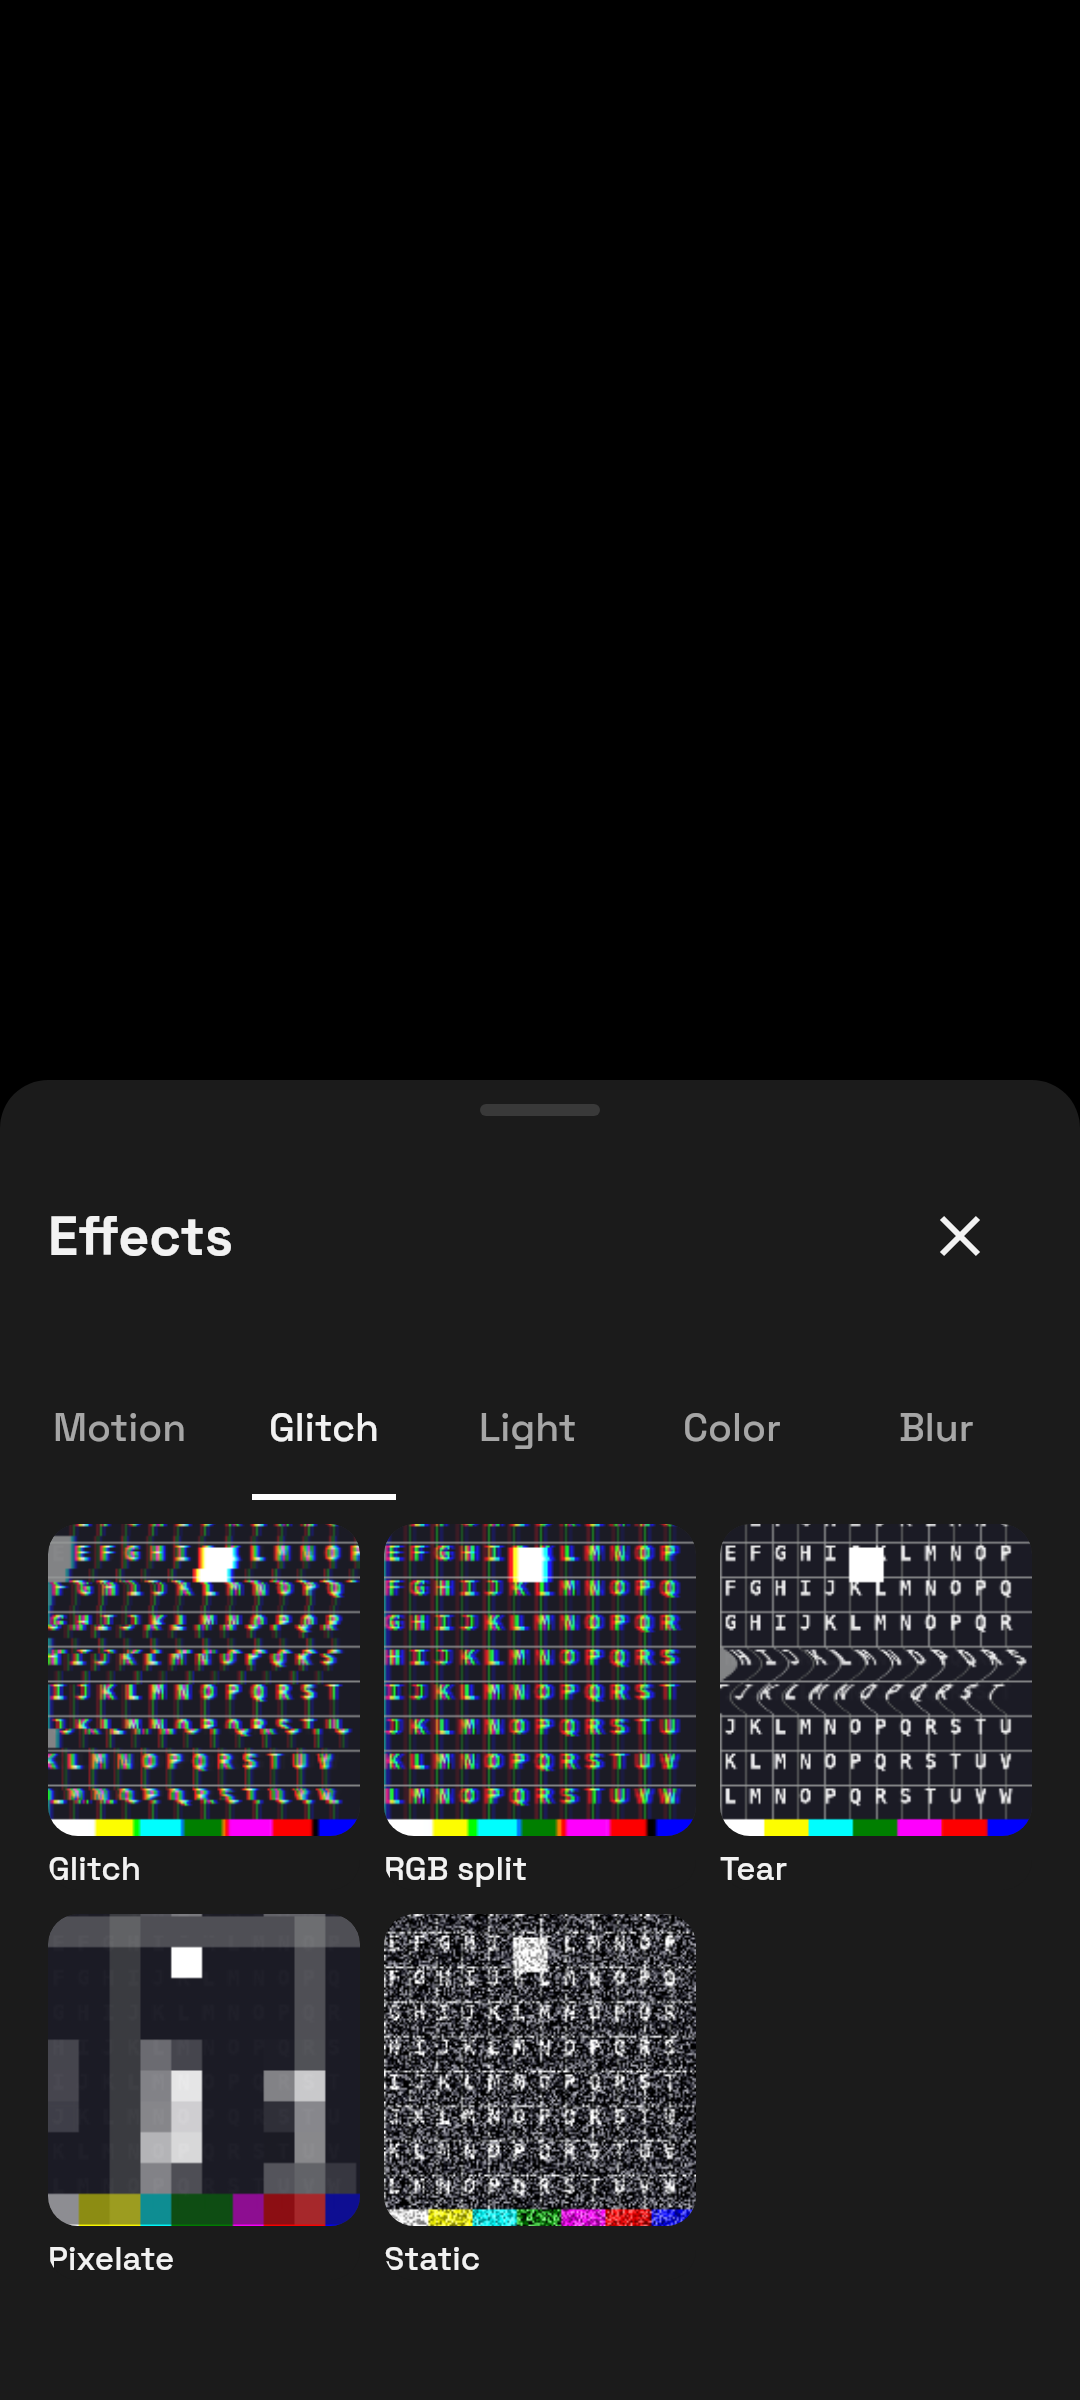 Effects
Motion Glitch Light Color Blur
E F G H I L M N O P
F G H I J K L M N O P Q
G H I J K L M N O P Q R
H I J K L M N O P Q R S
I J K L M N O P Q R S T
J K L M N O P Q R S T U
K L M N O P Q R S T U V
E F G H I K L M N O P
F G H I J K L M N O P Q
G H I J K L M N O P Q R
H I J K L M N O P Q R S
I J K L M N O P Q R S T
J K L M N O P Q R S T U
K L M N O P Q R S T U V
L M N O P Q R S T U V W
E F G H I K L M N O P
F G H I J K L M N O P Q
G H I J K L M N O P Q R
H I J K L M N O P Q R S
I J K L M N O P Q R S T
J K L M N O P Q R S T U
K L M N O P Q R S T U V
L M N O P Q R S T U V W
Glitch RGB split Tear
Pixelate Static